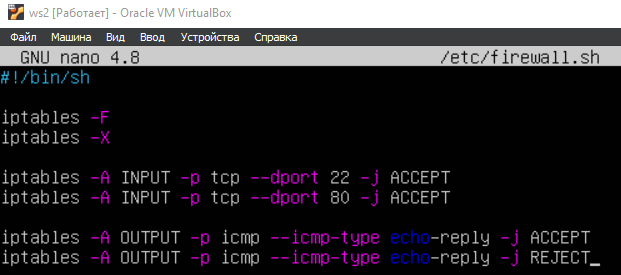 ws2 [Работает] - Oracle VM VirtualBox
Файл Машина Вид Ввод Устройства Справка
GNU nano 4.8 /etc/firewall.sh
#!/bin/sh
iptables -F
iptables -X
iptables -A INPUT -p tcp --dport 22 -j ACCEPT
iptables -A INPUT -p tcp --dport 80 -j ACCEPT
iptables -A OUTPUT -p icmp --icmp-type echo-reply -j ACCEPT
iptables -A OUTPUT -p icmp --icmp-type echo-reply -j REJECT